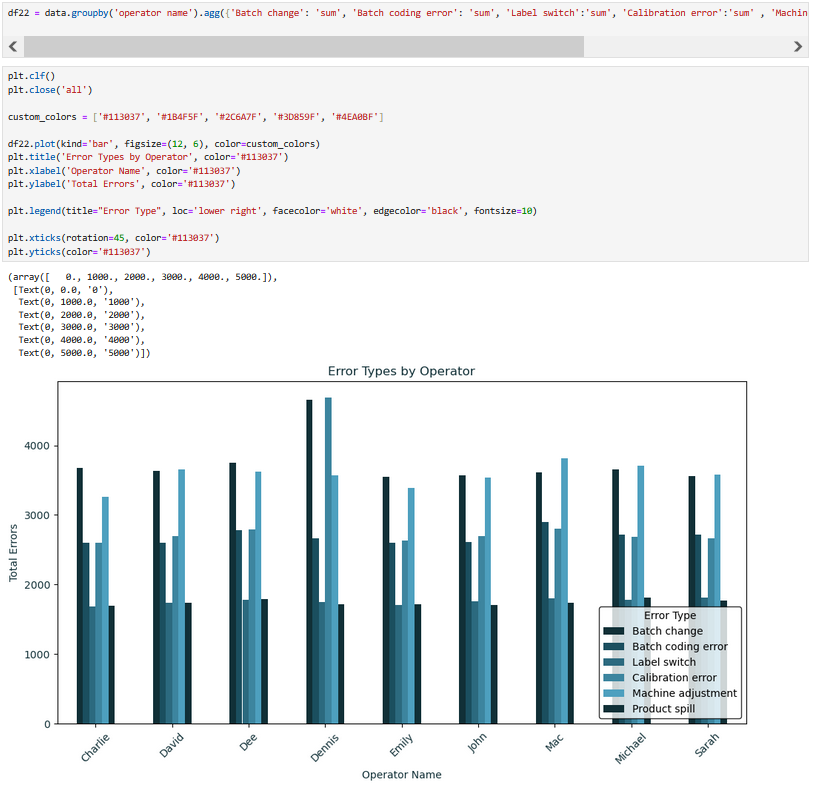 df22 = data.groupby('operator name').agg({'Batch change': 'sum', 'Batch coding error': 'sum', 'Label switch':'sum', 'Calibration error':'sum' , 'Machin
plt.clf()
plt.close('all')
custom_colors = ['#113037', '#1B4F5F', '#2C6A7F', '#3D859F', '#4EA0BF']
df22.plot(kind='bar', figsize=(12, 6), color=custom_colors)
plt.title('Error Types by Operator', color='#113037')
plt.xlabel('Operator Name', color='#113037')
plt.ylabel('Total Errors', color='#113037')
plt.legend(title="Error Type", loc='lower right', facecolor='white', edgecolor='black', fontsize=10)
plt.xticks(rotation=45, color='#113037')
plt.yticks(color='#113037')
(array([   0., 1000., 2000., 3000., 4000., 5000.]),
 [Text(0, 0.0, '0'),
  Text(0, 1000.0, '1000'),
  Text(0, 2000.0, '2000'),
  Text(0, 3000.0, '3000'),
  Text(0, 4000.0, '4000'),
  Text(0, 5000.0, '5000')])
Error Types by Operator
Total Errors
4000
3000
2000
1000
0
Error Type
Batch change
Batch coding error
Label switch
Calibration error
Machine adjustment
Product spill
Charlie
David
Dee
Dennis
Emily
John
Mac
Michael
Sarah
Operator Name